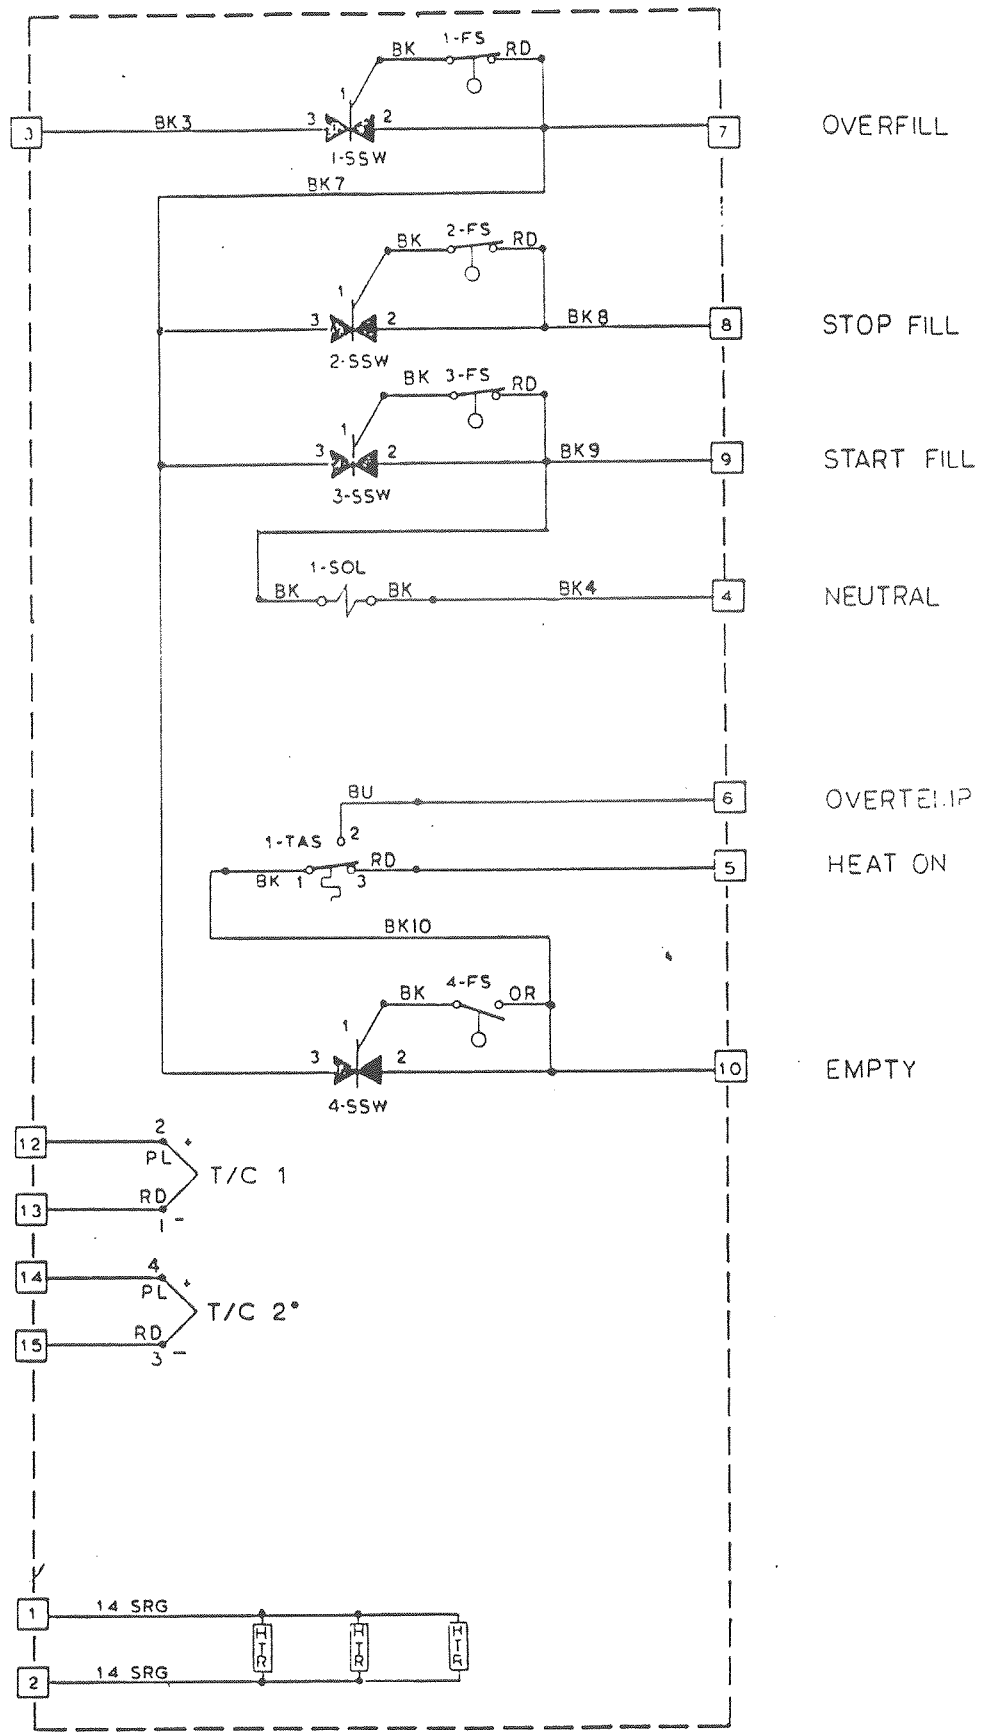 1-FS
BK RD
1
3 BK3 3 2 7 OVERFILL
1-SSW
BK7
2-FS
BK RD
1
3 2 BK8 8 STOP FILL
2-SSW
BK 3-FS RD
1
3 2 BK9 9 START FILL
3-SSW
1-SOL
BK BK BK4 4 NEUTRAL
BU 6 OVERTEMP
1-TAS 2
BK 1 3 RD 5 HEAT ON
BK10
4-FS
BK OR
1
3 2 10 EMPTY
4-SSW
12 2 +
PL
T/C 1
RD
13 1 -
14 4 +
PL
T/C 2*
RD
15 3 -
1 14 SRG
HTR HTR HTR
2 14 SRG